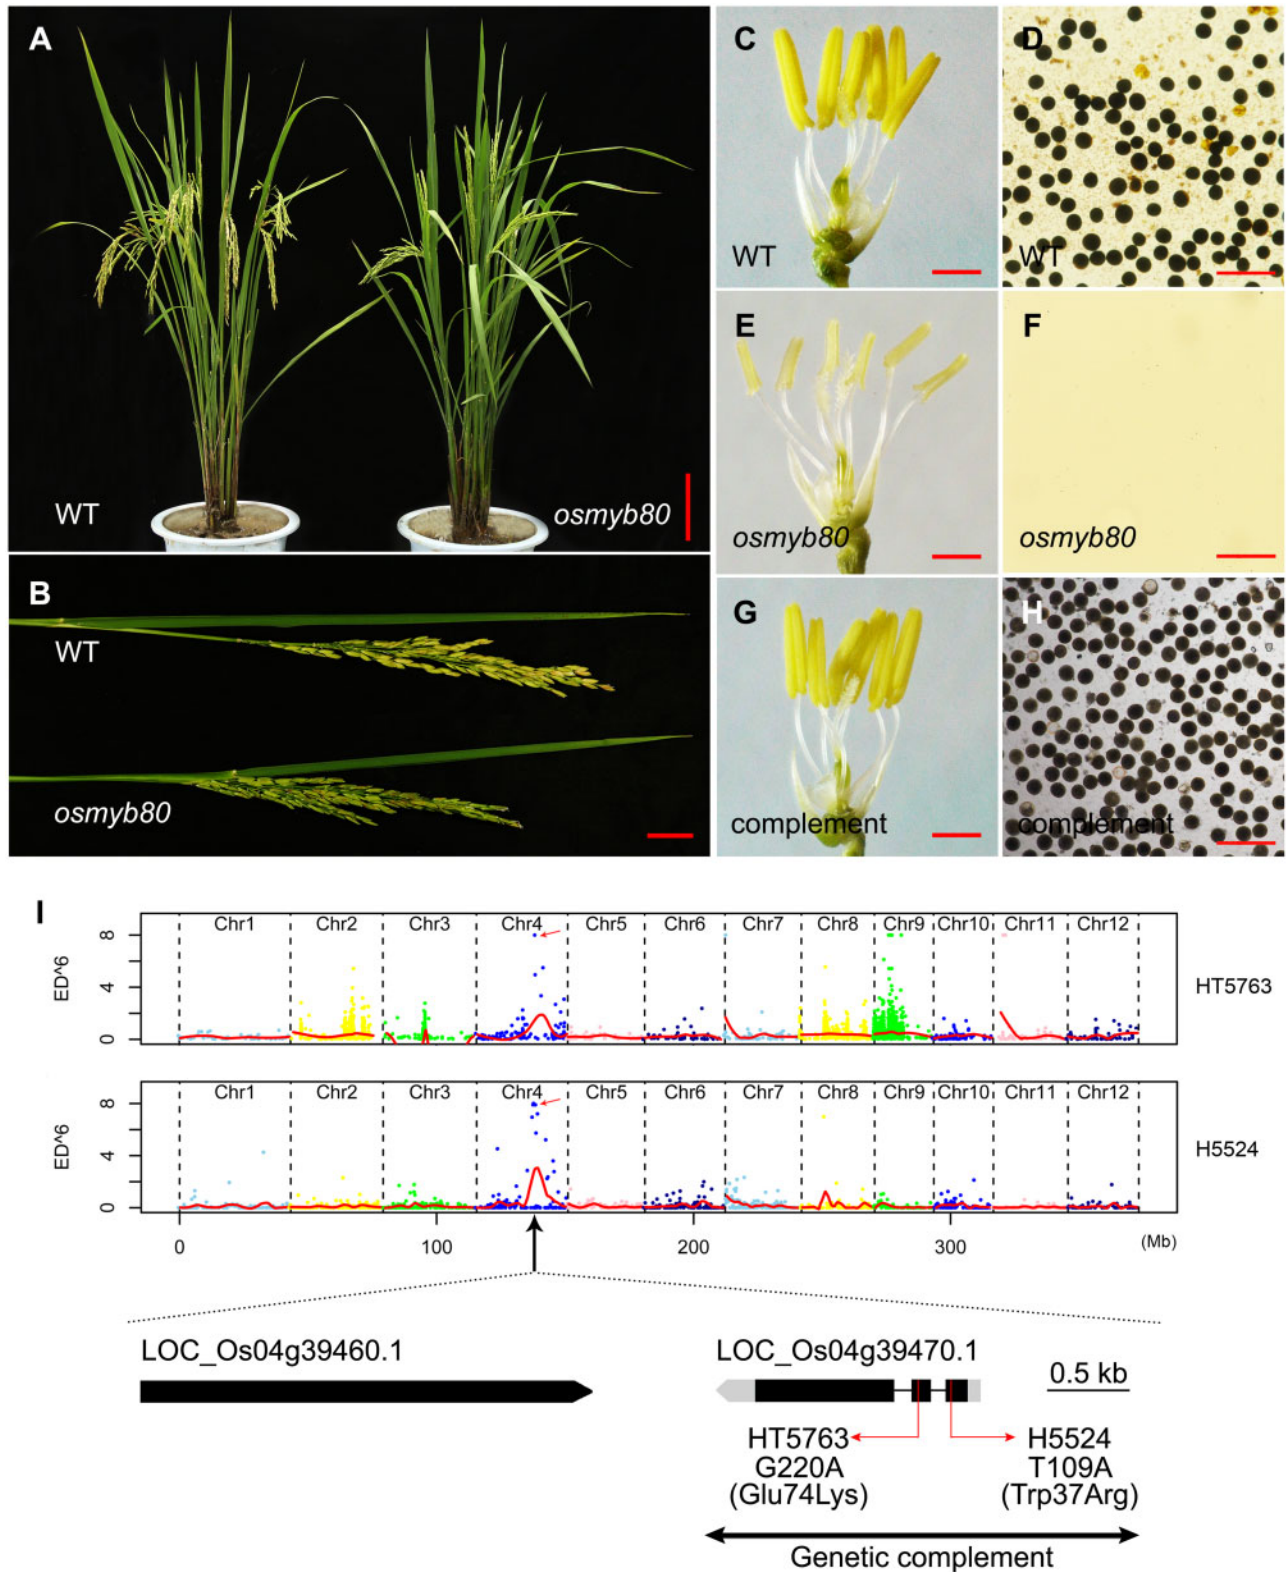 A
WT
osmyb80
B
WT
osmyb80
C
WT
D
WT
E
osmyb80
F
osmyb80
G
complement
H
complement
I
Chr1 Chr2 Chr3 Chr4 Chr5 Chr6 Chr7 Chr8 Chr9 Chr10 Chr11 Chr12
8
4
0
ED^6
HT5763
Chr1 Chr2 Chr3 Chr4 Chr5 Chr6 Chr7 Chr8 Chr9 Chr10 Chr11 Chr12
8
4
0
ED^6
H5524
0 100 200 300 (Mb)
LOC_Os04g39460.1
LOC_Os04g39470.1
0.5 kb
HT5763
G220A
(Glu74Lys)
H5524
T109A
(Trp37Arg)
Genetic complement